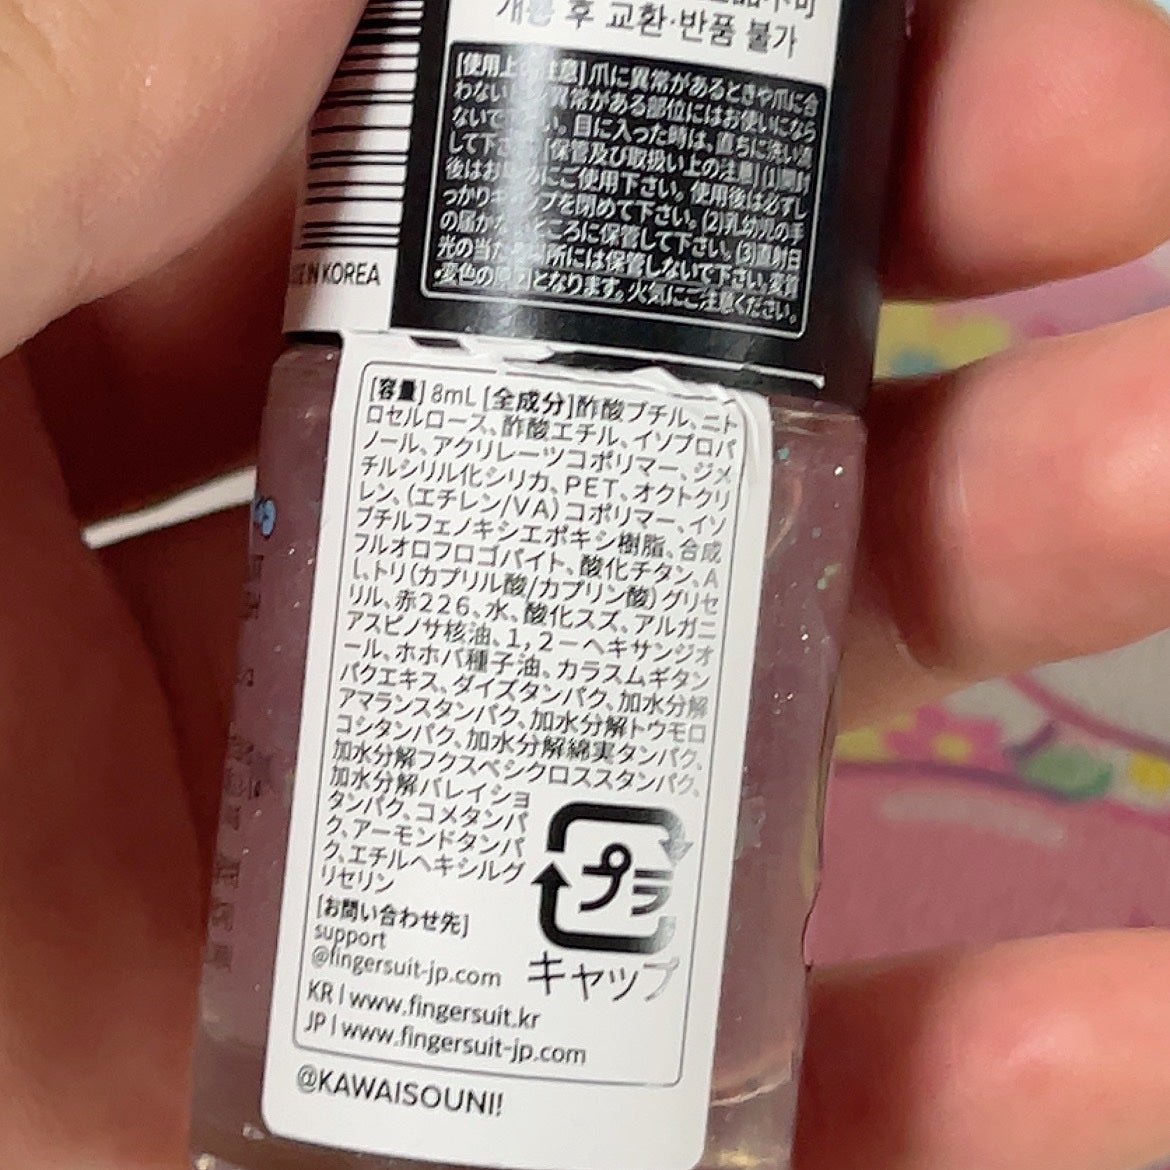 개봉 후 교환·반품 불가
[使用上の注意]爪に異常があるときや爪に合
わない 異常がある部位にはお使いになら
ないで い。目に入った時は、直ちに洗い流
して下 [保管及び取扱い上の注意](1)開封
後はお めにご使用下さい。使用後は必ずし
っかりキャップを閉めて下さい。(2)乳幼児の手
の届か ところに保管して下さい。(3)直射日
光の当た 場所には保管しないで下さい。変質
・変色の原因となります。火気にご注意ください。
IN KOREA
[容量]8mL [全成分]酢酸ブチル、ニト
ロセルロース、酢酸エチル、イソプロパ
ノール、アクリレーツコポリマー、ジメ
チルシリル化シリカ、PET、オクトクリ
レン、(エチレン/VA)コポリマー、イソ
ブチルフェノキシエポキシ樹脂、合成
フルオロフロゴパイト、酸化チタン、A
l、トリ(カプリル酸/カプリン酸)グリセ
リル、赤226、水、酸化スズ、アルガニ
アスピノサ核油、1,2－ヘキサンジオ
ール、ホホバ種子油、カラスムギタン
パクエキス、ダイズタンパク、加水分解
アマランスタンパク、加水分解トウモロ
コシタンパク、加水分解綿実タンパク、
加水分解フクスベシクロススタンパク、
加水分解バレイショ
タンパク、コメタンパ
ク、アーモンドタンパ
ク、エチルヘキシルグ
リセリン
プラ
キャップ
[お問い合わせ先]
support
@fingersuit-jp.com
KR | www.fingersuit.kr
JP | www.fingersuit-jp.com
@KAWAISOUNI!